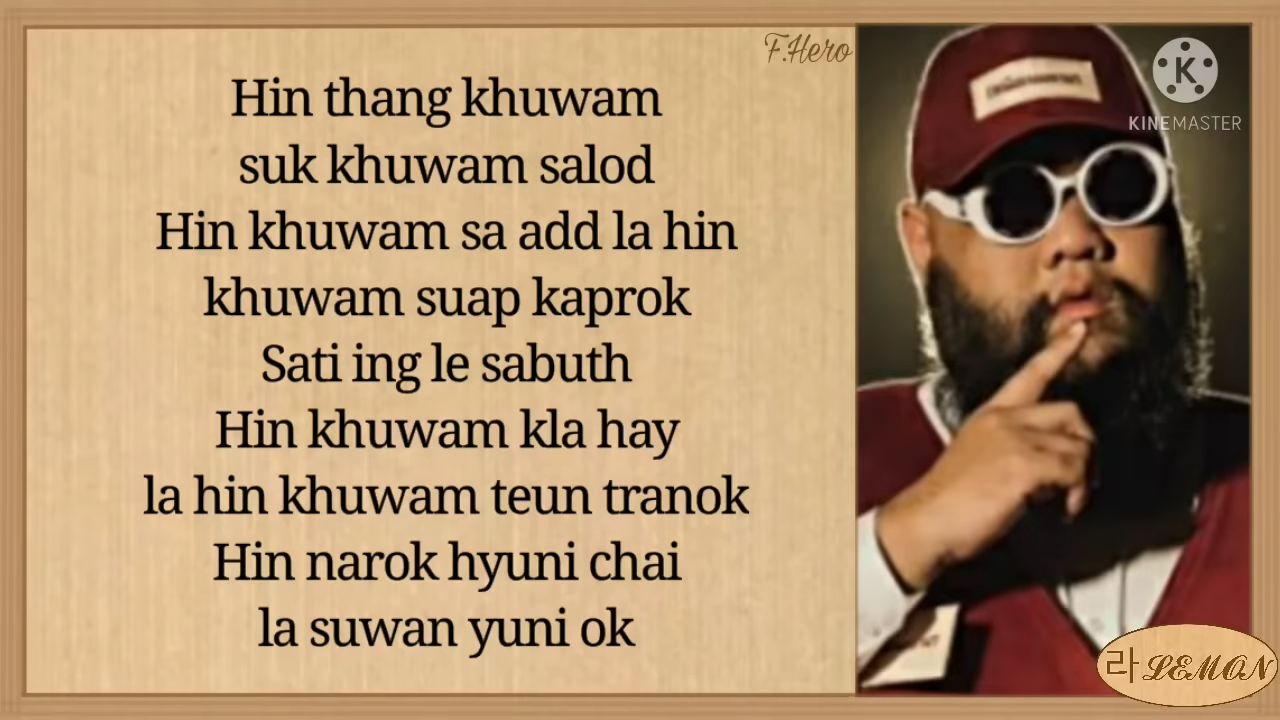 F.Hero
Hin thang khuwam
suk khuwam salod
Hin khuwam sa add la hin
khuwam suap kaprok
Sati ing le sabuth
Hin khuwam kla hay
la hin khuwam teun tranok
Hin narok hyuni chai
la suwan yuni ok
K
KINEMASTER
라 LEMON